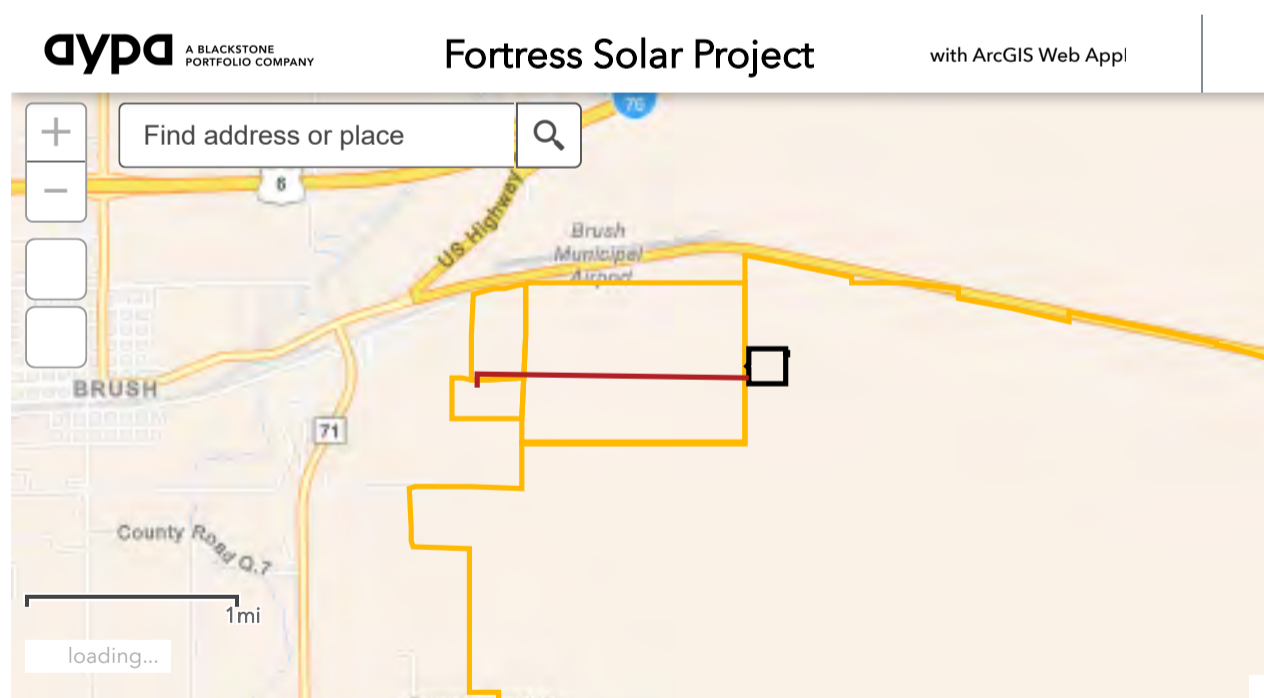 aypa
A BLACKSTONE
PORTFOLIO COMPANY
Fortress Solar Project
with ArcGIS Web Appl
+
76
Find address or place
−
6
US Highway
Brush
Municipal
Airport
BRUSH
71
County Road Q.7
1mi
loading...